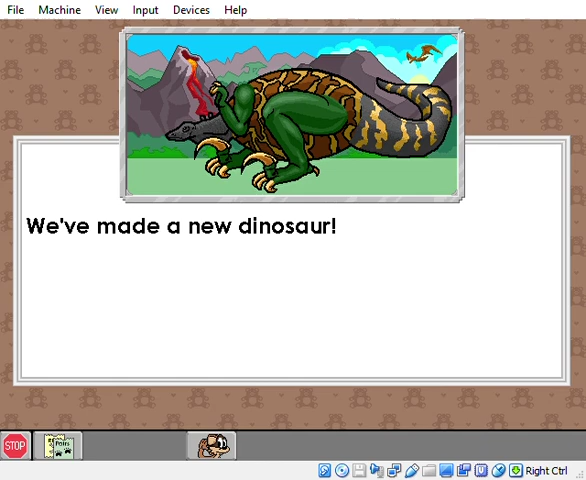 File Machine View Input Devices Help
We've made a new dinosaur!
STOP
Pairs
Right Ctrl